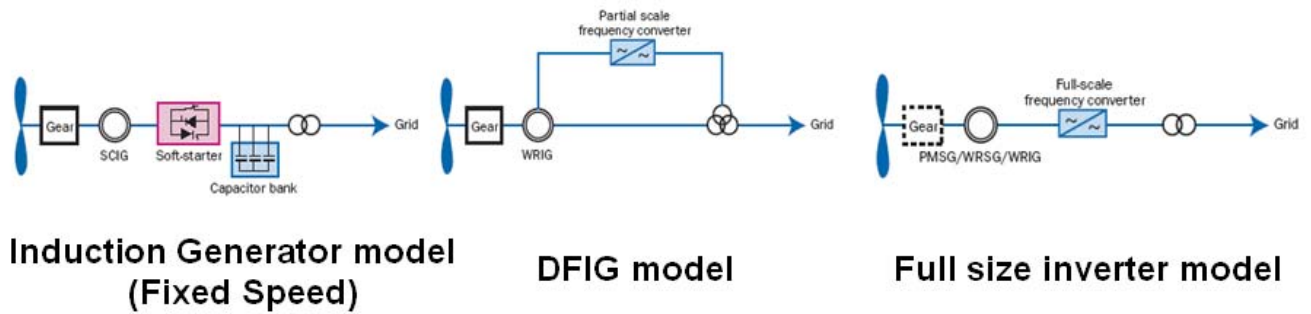 Gear
SCIG
Soft-starter
Capacitor bank
Grid
Induction Generator model
(Fixed Speed)
Partial scale
frequency converter
~ ~
Gear
WRIG
Grid
DFIG model
Full-scale
frequency converter
~ ~
Gear
PMSG/WRSG/WRIG
Grid
Full size inverter model